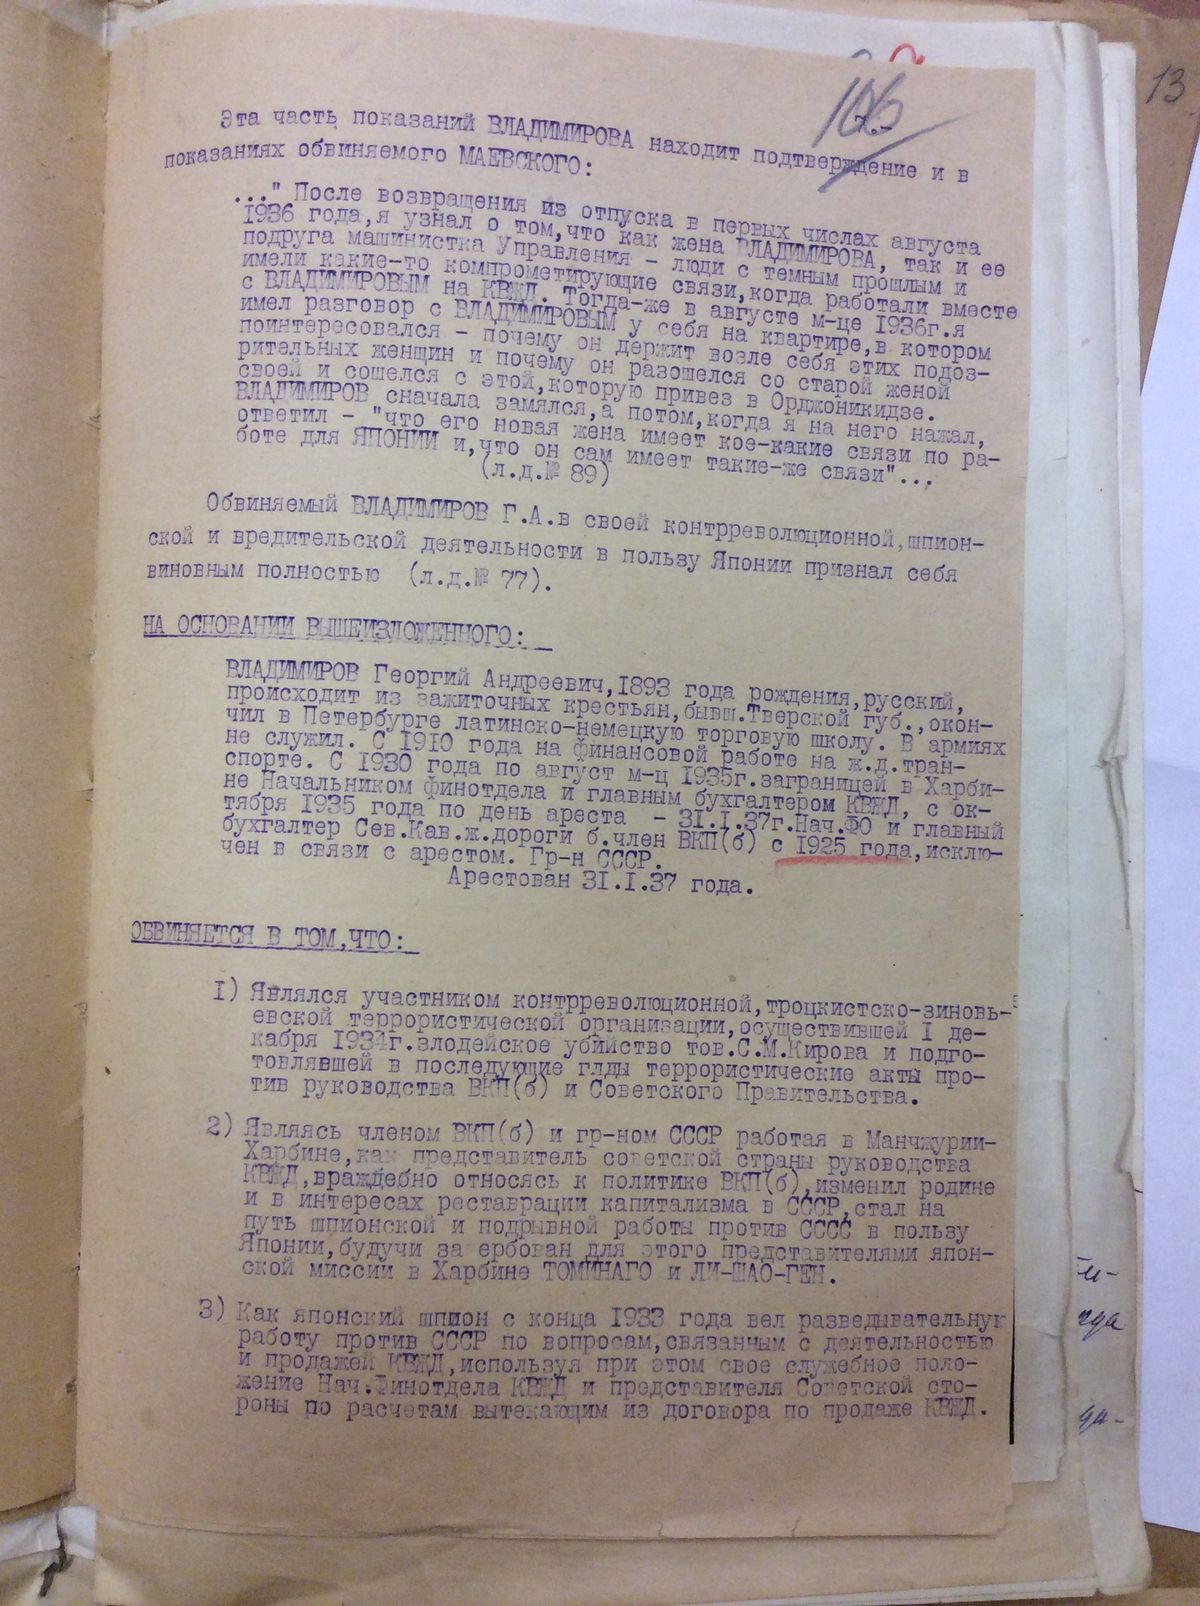 13
Эта часть показаний ВЛАДИМИРОВА находит подтверждение и в
показаниях обвиняемого МАЕВСКОГО:
..." После возвращения из отпуска в первых числах августа
1936 года,я узнал о том,что как жена ВЛАДИМИРОВА, так и ее
подруга машинистка Управления - люди с темным прошлым и
имели какие-то компрометирующие связи,когда работали вместе
с ВЛАДИМИРОВЫМ на КВЖД. Тогда-же в августе м-це 1936г.я
имел разговор с ВЛАДИМИРОВЫМ у себя на квартире,в котором
поинтересовался - почему он держит возле себя этих подоз-
рительных женщин и почему он разошелся со старой женой
своей и сошелся с этой,которую привез в Орджоникидзе.
ВЛАДИМИРОВ сначала замялся,а потом,когда я на него нажал,
ответил - "что его новая жена имеет кое-какие связи по ра-
боте для ЯПОНИИ и,что он сам имеет такие-же связи"...
(л.д.№ 89)
Обвиняемый ВЛАДИМИРОВ Г.А.в своей контрреволюционной,шпион-
ской и вредительской деятельности в пользу Японии признал себя
виновным полностью (л.д.№ 77).
НА ОСНОВАНИИ ВЫШЕИЗЛОЖЕННОГО:
ВЛАДИМИРОВ Георгий Андреевич,1893 года рождения,русский,
происходит из зажиточных крестьян,бывш.Тверской губ.,окон-
чил в Петербурге латинско-немецкую торговую школу. В армиях
не служил. С 1910 года на финансовой работе на ж.д.тран-
спорте. С 1930 года по август м-ц 1935г.заграницей в Харби-
не Начальником финотдела и главным бухгалтером КВЖД, с ок-
тября 1935 года по день ареста - 31.I.37г.Нач.ФО и главный
бухгалтер Сев.Кав.ж.дороги б.член ВКП(б) с 1925 года,исклю-
чен в связи с арестом. Гр-н СССР.
Арестован 31.I.37 года.
ОБВИНЯЕТСЯ В ТОМ,ЧТО:
1) Являлся участником контрреволюционной,троцкистско-зиновь-
евской террористической организации,осуществившей 1 де-
кабря 1934г.злодейское убийство тов.С.М.Кирова и подго-
товлявшей в последующие глды террористические акты про-
тив руководства ВКП(б) и Советского Правительства.
2) Являясь членом ВКП(б) и гр-ном СССР работая в Манчжурии-
Харбине,как представитель советской страны руководства
КВЖД,враждебно относясь к политике ВКП(б),изменил родине
и в интересах реставрации капитализма в СССР,стал на
путь шпионской и подрывной работы против СССС в пользу
Японии,будучи за ербован для этого представителями япон-
ской миссии в Харбине ТОМИНАГО и ЛИ-ШАО-ГЕН.
3) Как японский шпион с конца 1933 года вел разведывательную
работу против СССР по вопросам,связанным с деятельностью
и продажей КВЖД,используя при этом свое служебное поло-
жение Нач.Финотдела КВЖД и представителя Советской сто-
роны по расчетам вытекающим из договора по продаже КВЖД.